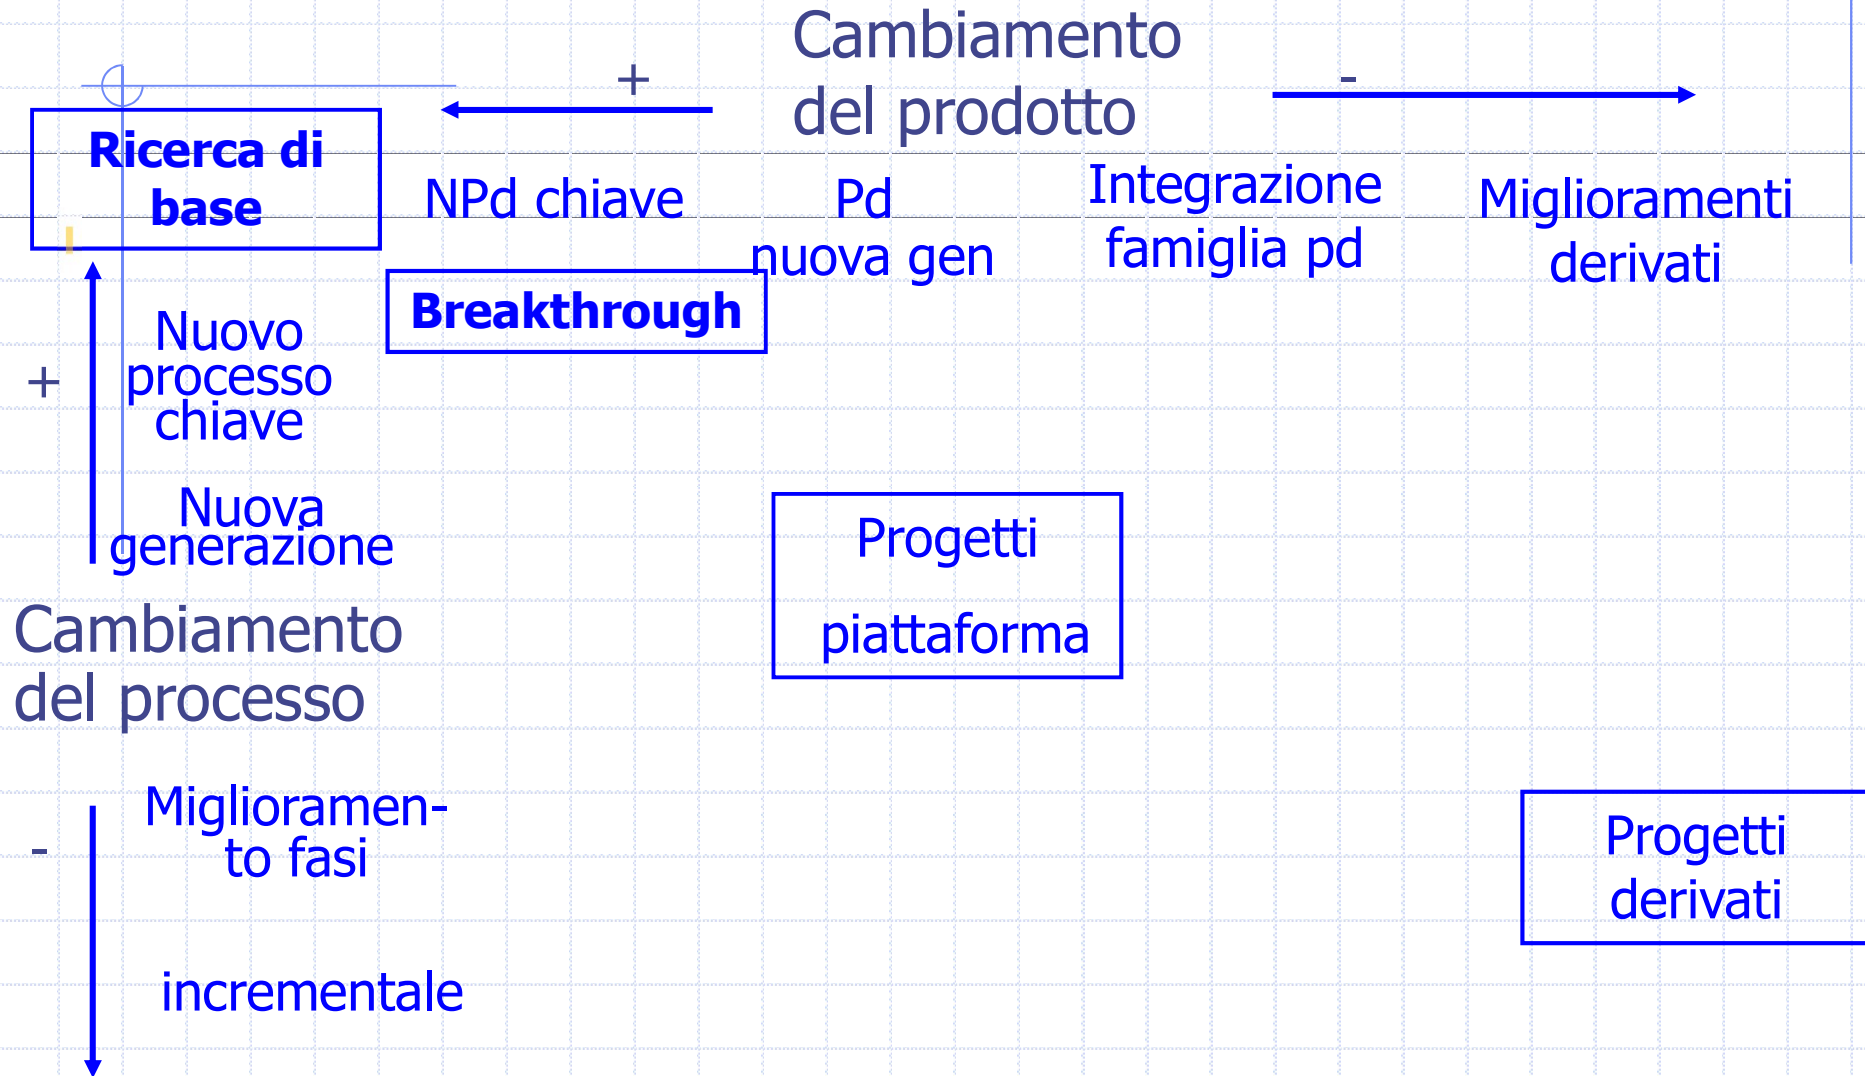 Cambiamento
del prodotto
+
-
Ricerca di
base
NPd chiave
Pd
nuova gen
Integrazione
famiglia pd
Miglioramenti
derivati
Breakthrough
+
Nuovo
processo
chiave
Nuova
generazione
Progetti
piattaforma
Cambiamento
del processo
-
Miglioramen-
to fasi
Progetti
derivati
incrementale